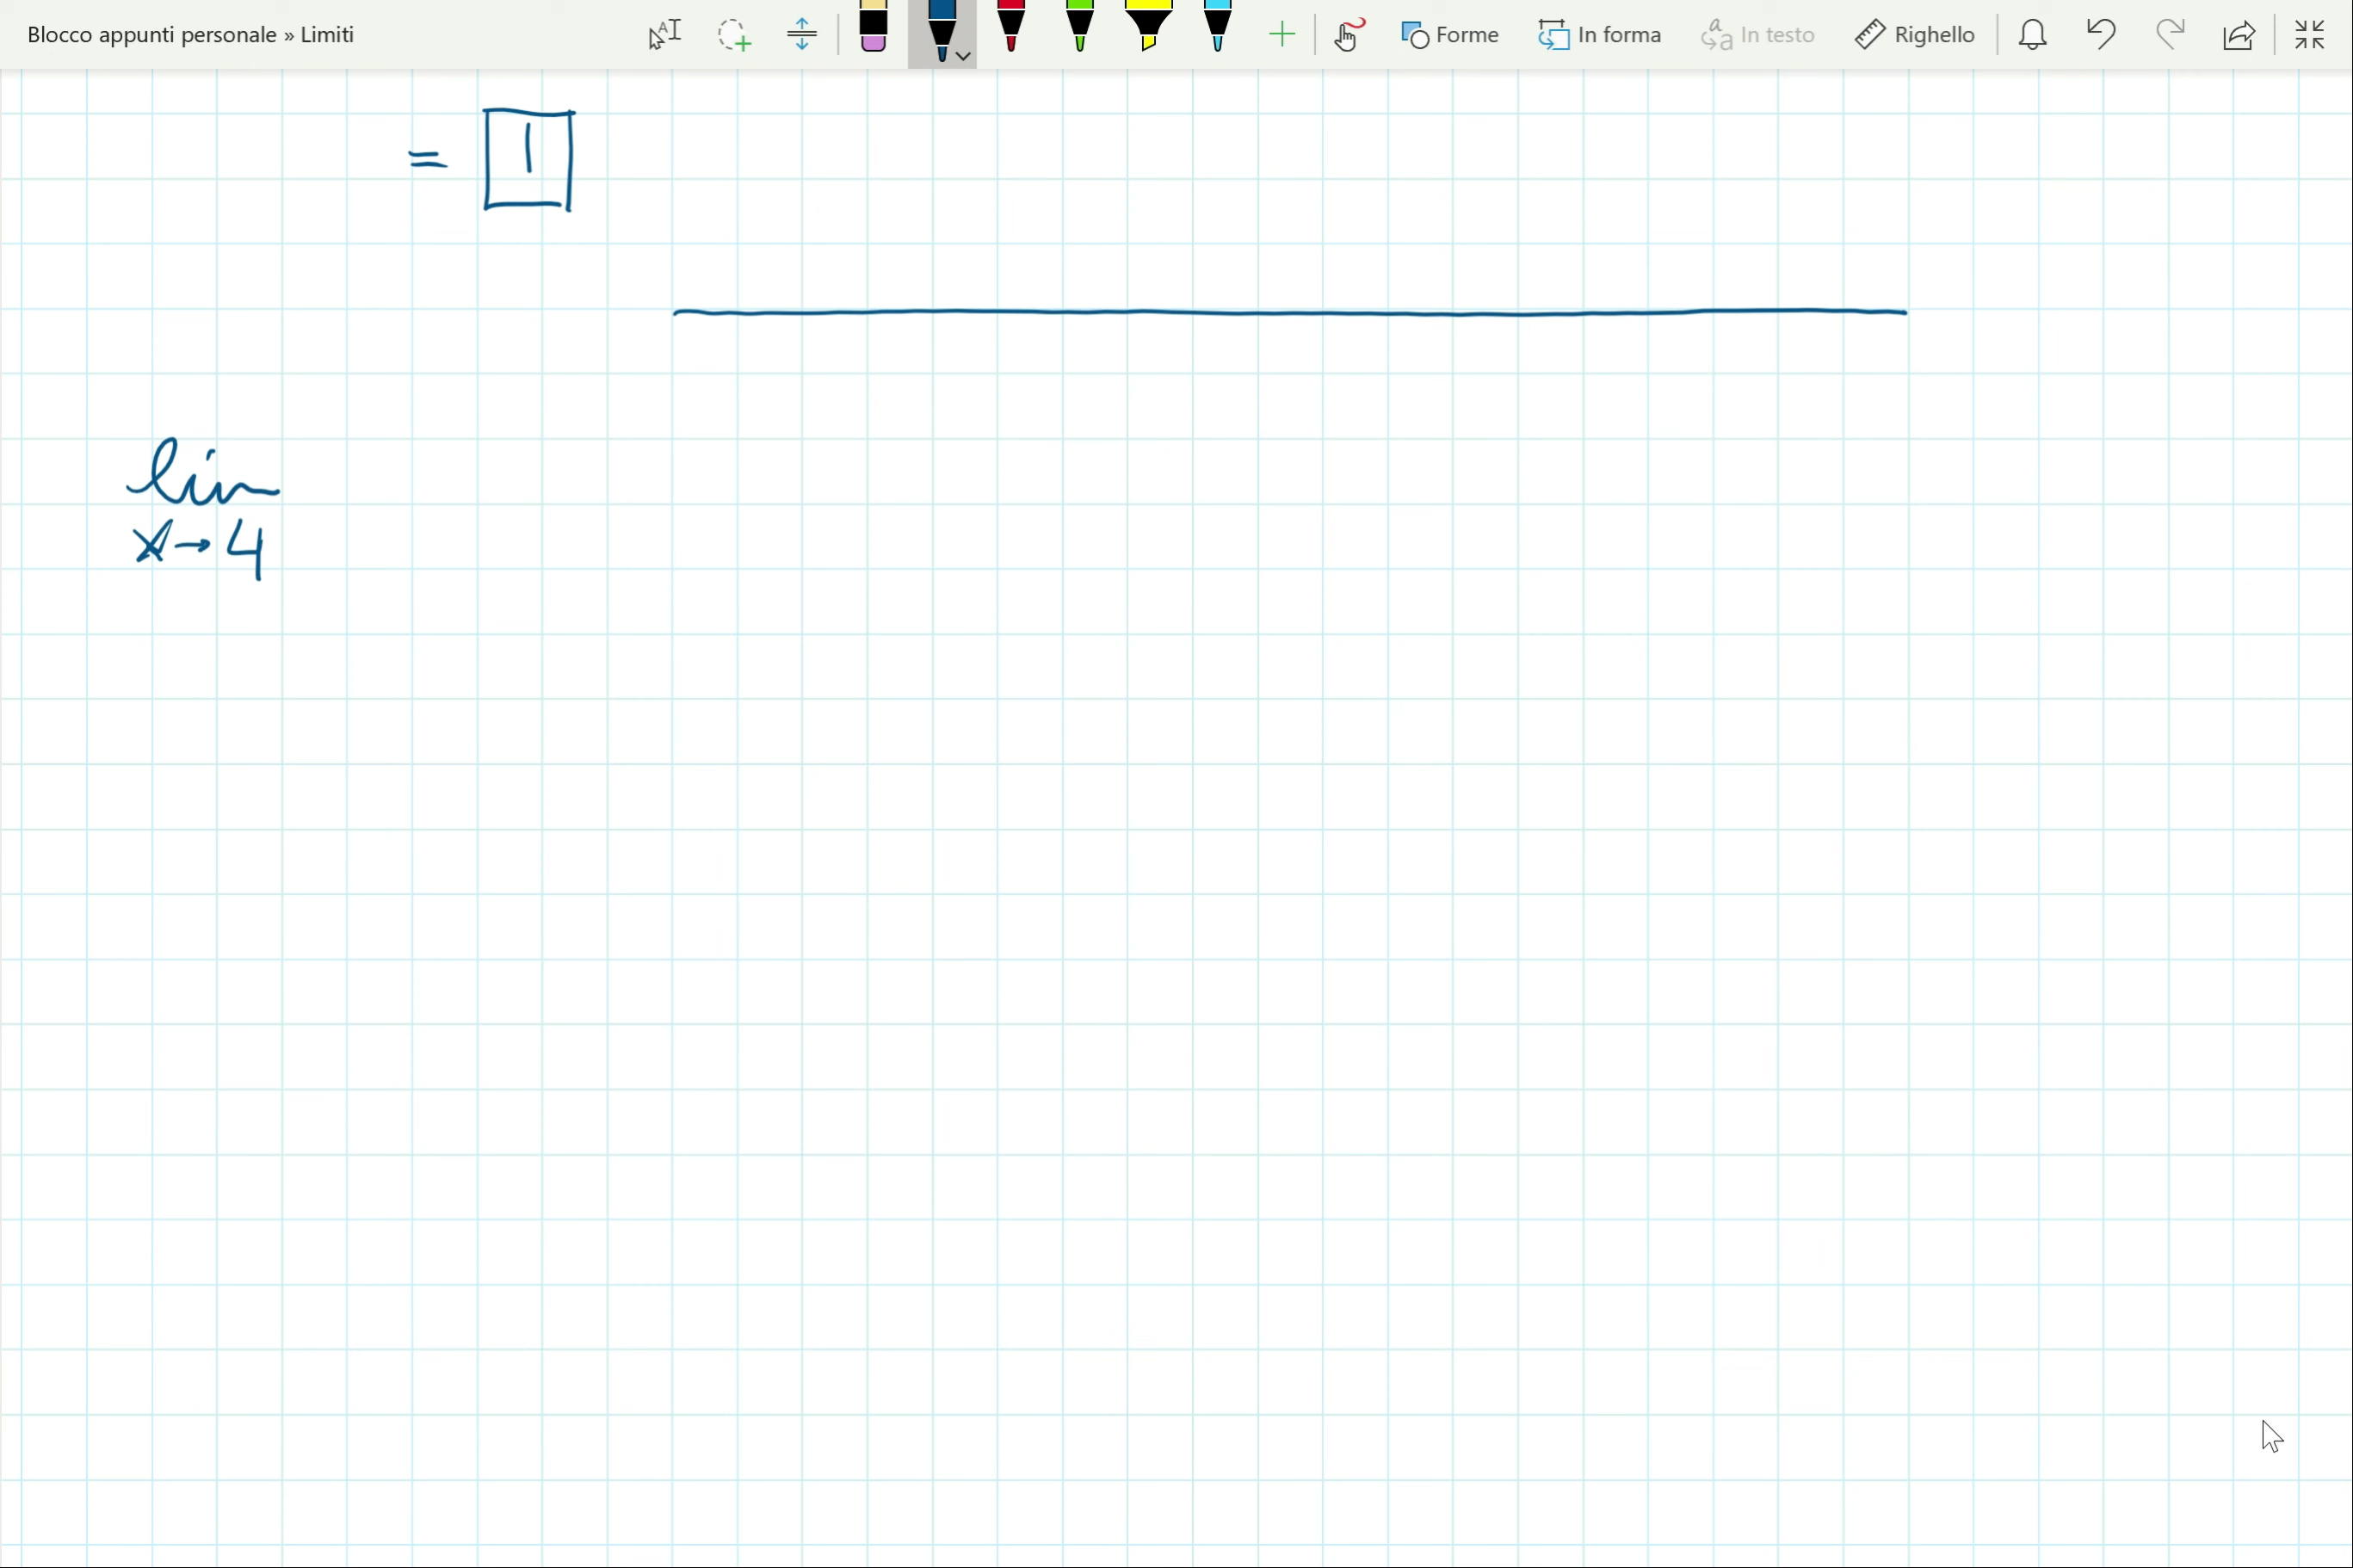 Blocco appunti personale » Limiti Forme In forma In testo Righello
= 1
lim
x→4